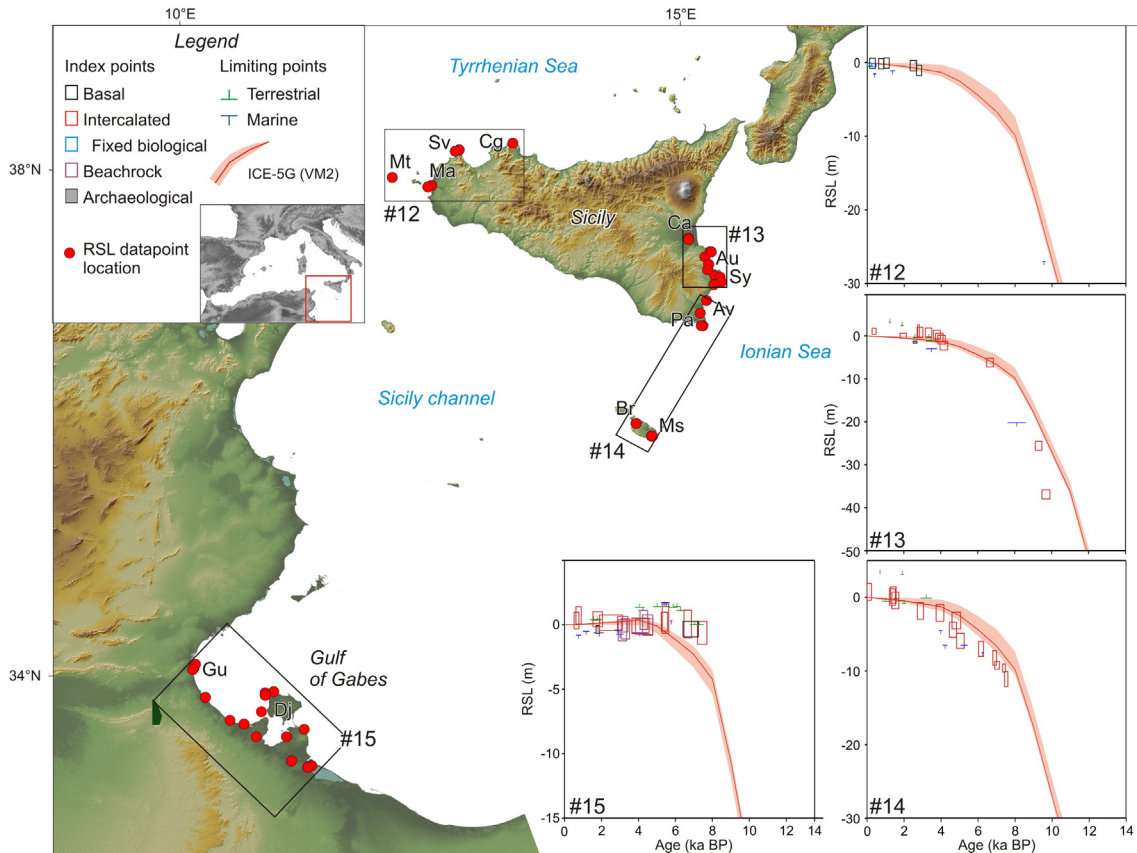 10°E
15°E
Legend
Index points
Limiting points
Basal
Terrestrial
Intercalated
Marine
Fixed biological
Beachrock
ICE-5G (VM2)
Archaeological
RSL datapoint
location
Tyrrhenian Sea
38°N
Sv
Cg
Mt
Ma
#12
Sicily
Ca
#13
Au
Sy
Av
Pa
Ionian Sea
Sicily channel
Br
Ms
#14
34°N
Gu
Gulf
of Gabes
Dj
#15
0
-10
RSL (m)
-20
-30
#12
10
0
-10
RSL (m)
-20
-30
-40
-50
#13
0
RSL (m)
-5
-10
-15
#15
0 2 4 6 8 10 12 14
Age (ka BP)
0
RSL (m)
-10
-20
-30
#14
0 2 4 6 8 10 12 14
Age (ka BP)